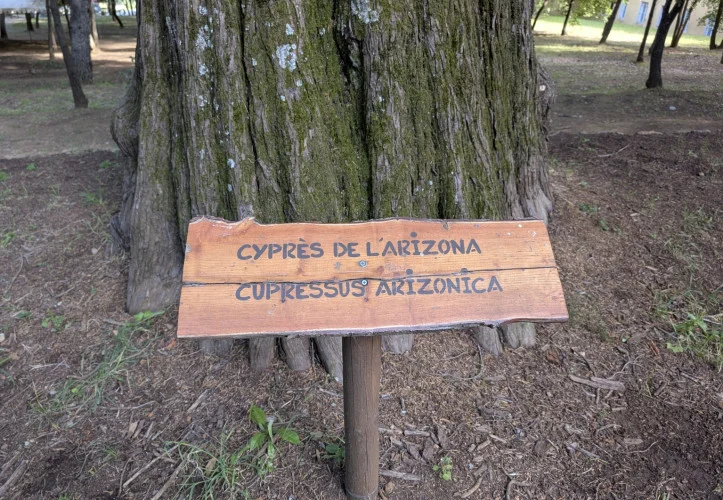 CYPRÈS DE L'ARIZONA
CUPRESSUS ARIZONICA